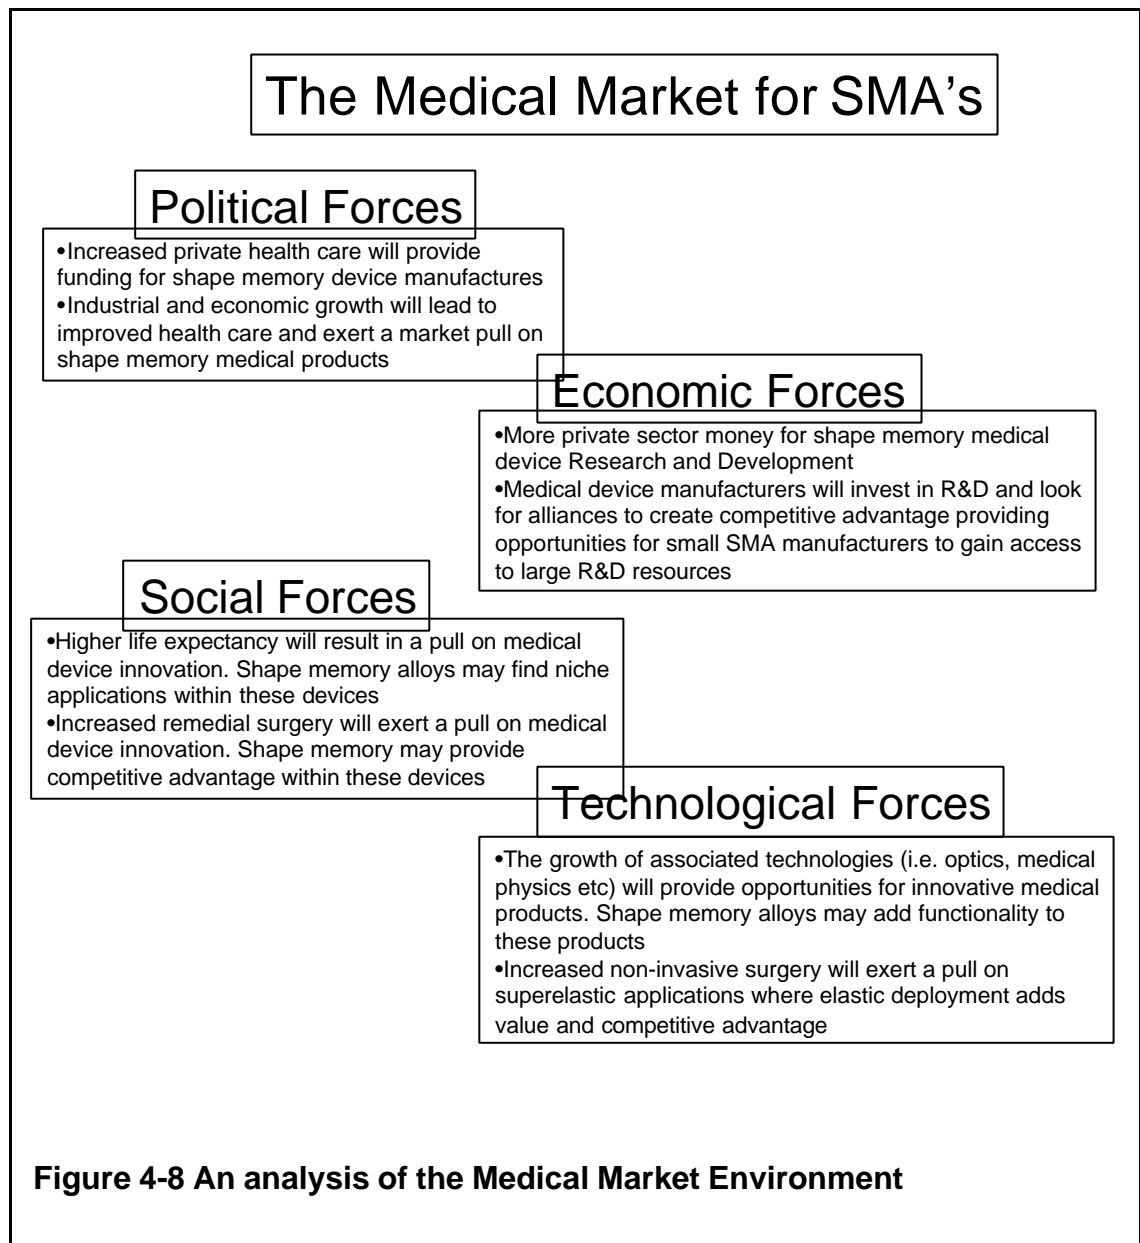 The Medical Market for SMA's
Political Forces
•Increased private health care will provide
funding for shape memory device manufactures
•Industrial and economic growth will lead to
improved health care and exert a market pull on
shape memory medical products
Economic Forces
•More private sector money for shape memory medical
device Research and Development
•Medical device manufacturers will invest in R&D and look
for alliances to create competitive advantage providing
opportunities for small SMA manufacturers to gain access
to large R&D resources
Social Forces
•Higher life expectancy will result in a pull on medical
device innovation. Shape memory alloys may find niche
applications within these devices
•Increased remedial surgery will exert a pull on medical
device innovation. Shape memory may provide
competitive advantage within these devices
Technological Forces
•The growth of associated technologies (i.e. optics, medical
physics etc) will provide opportunities for innovative medical
products. Shape memory alloys may add functionality to
these products
•Increased non-invasive surgery will exert a pull on
superelastic applications where elastic deployment adds
value and competitive advantage
Figure 4-8 An analysis of the Medical Market Environment